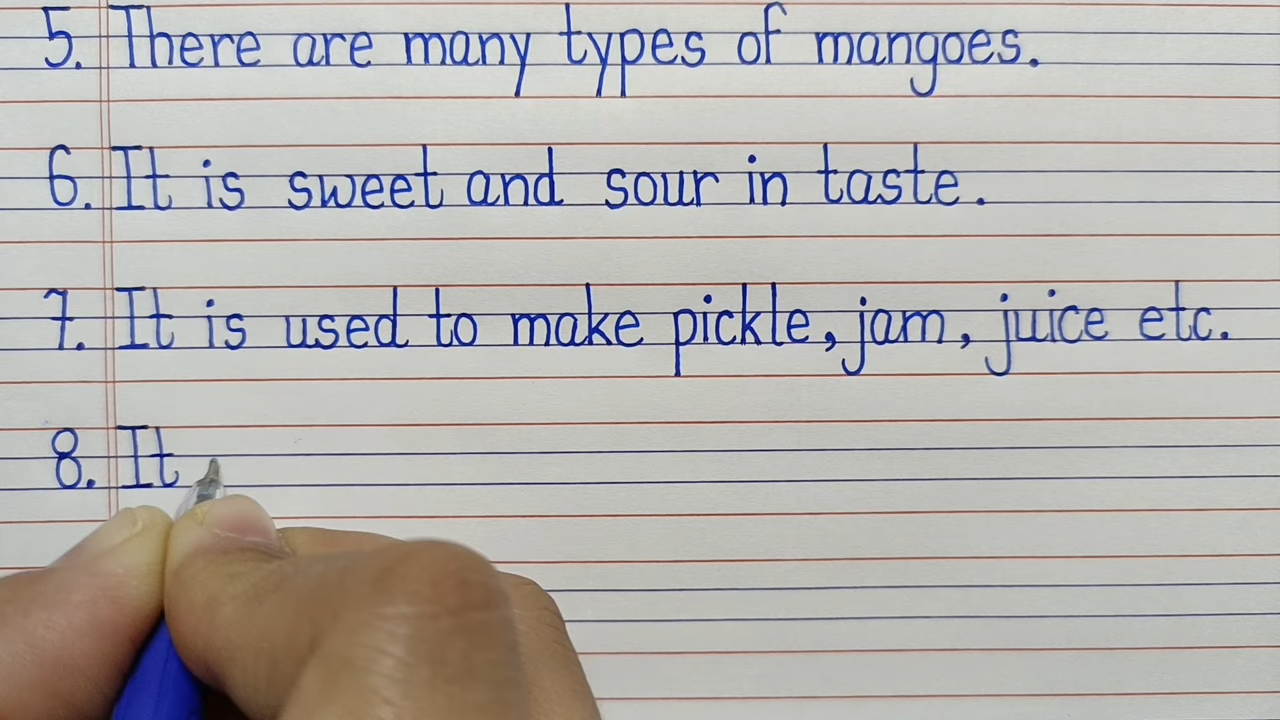 5. There are many types of mangoes.
6. It is sweet and sour in taste.
7. It is used to make pickle, jam, juice etc.
8. It